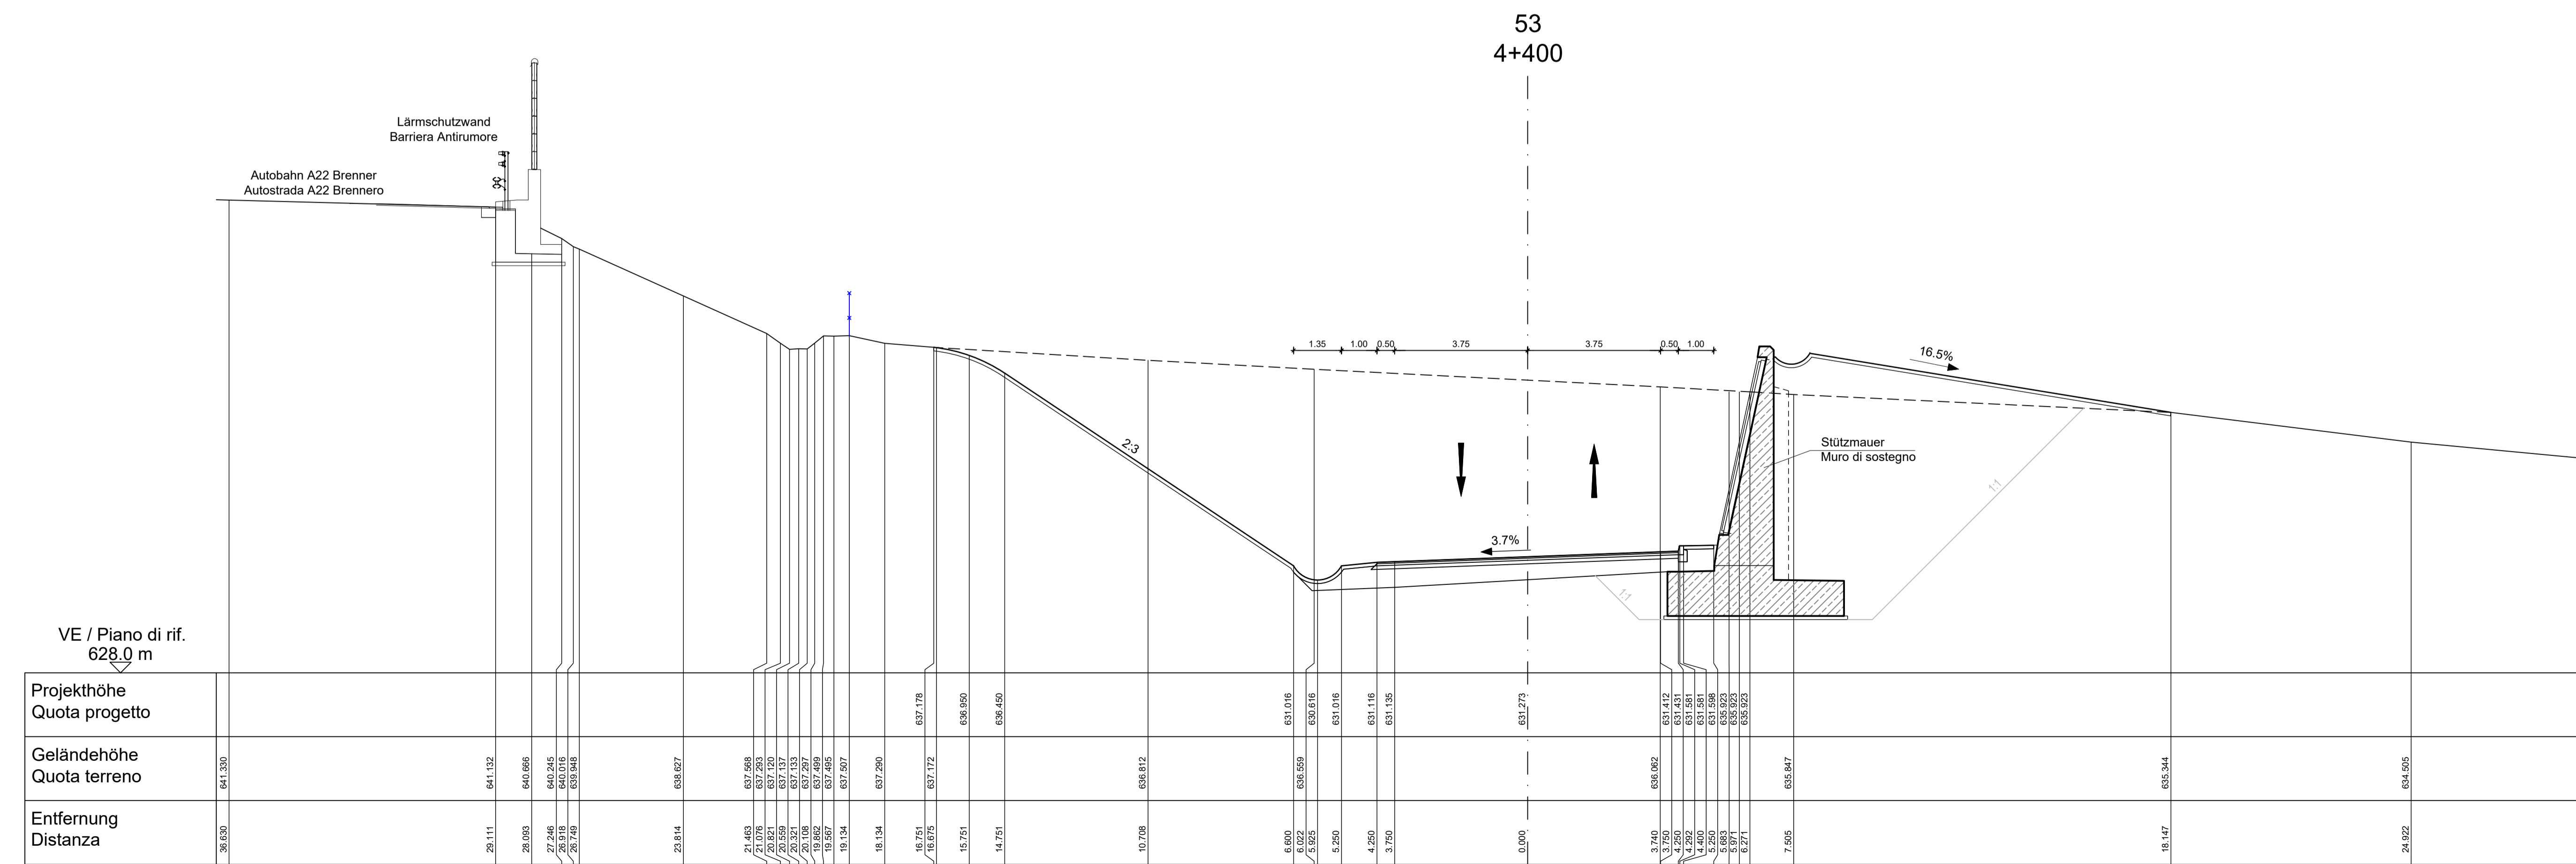 53
4+400
Lärmschutzwand
Barriera Antirumore
Autobahn A22 Brenner
Autostrada A22 Brennero
1.35 1.00 0.50 3.75 3.75 0.50 1.00
16.5%
2:3
Stützmauer
Muro di sostegno
1:1
3.7%
1:1
VE / Piano di rif.
628.0 m
Projekthöhe
Quota progetto
637.178 636.950 636.450 631.016 630.616 631.016 631.116 631.135 631.273 631.412 631.431 631.581 631.581 631.598 635.923 635.923 635.923
Geländehöhe
Quota terreno
641.330 641.132 640.666 640.245 640.016 639.948 638.627 637.568 637.293 637.120 637.137 637.133 637.297 637.499 637.495 637.507 637.290 637.172 636.812 636.559 636.062 635.847 635.344 634.505
Entfernung
Distanza
36.630 29.111 28.093 27.246 26.918 26.749 23.814 21.463 21.076 20.821 20.559 20.321 20.108 19.862 19.567 19.134 18.134 16.751 16.675 15.751 14.751 10.708 6.600 6.022 5.925 5.250 4.250 3.750 0.000 3.740 3.750 4.250 4.292 4.400 5.250 5.683 5.971 6.271 7.505 18.147 24.922